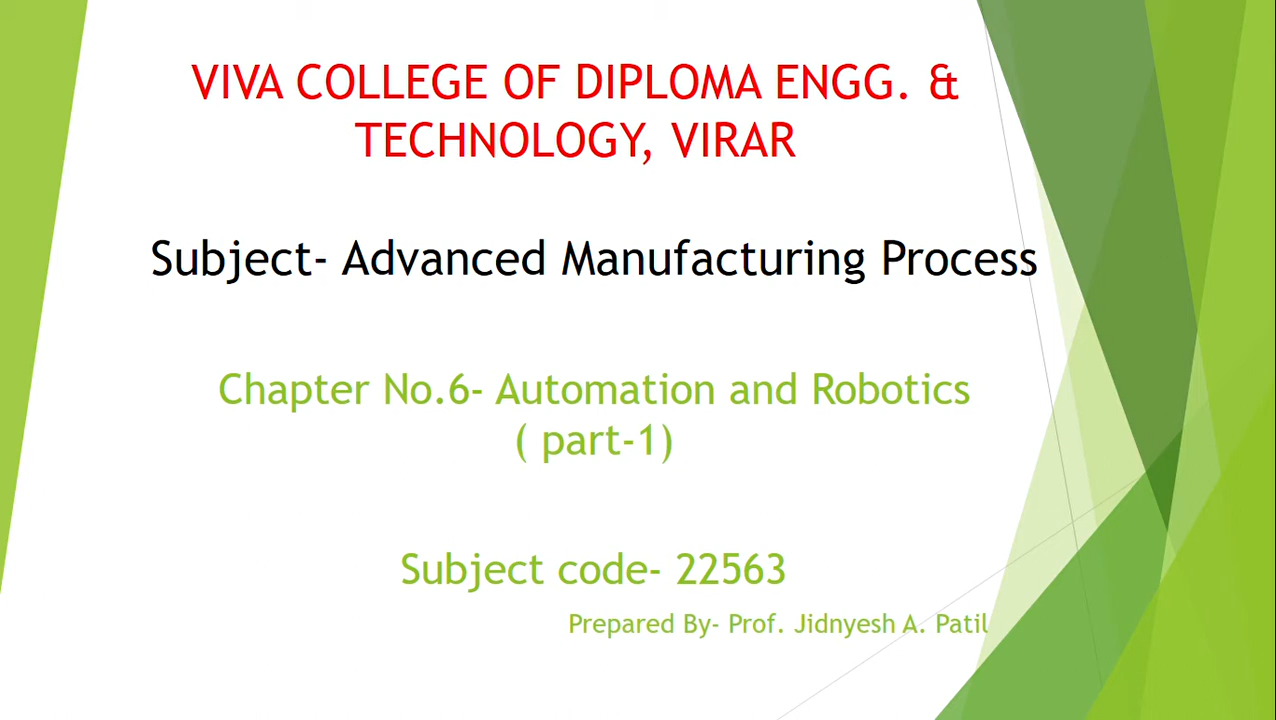 VIVA COLLEGE OF DIPLOMA ENGG. &
TECHNOLOGY, VIRAR
Subject- Advanced Manufacturing Process
Chapter No.6- Automation and Robotics
( part-1)
Subject code- 22563
Prepared By- Prof. Jidnyesh A. Patil